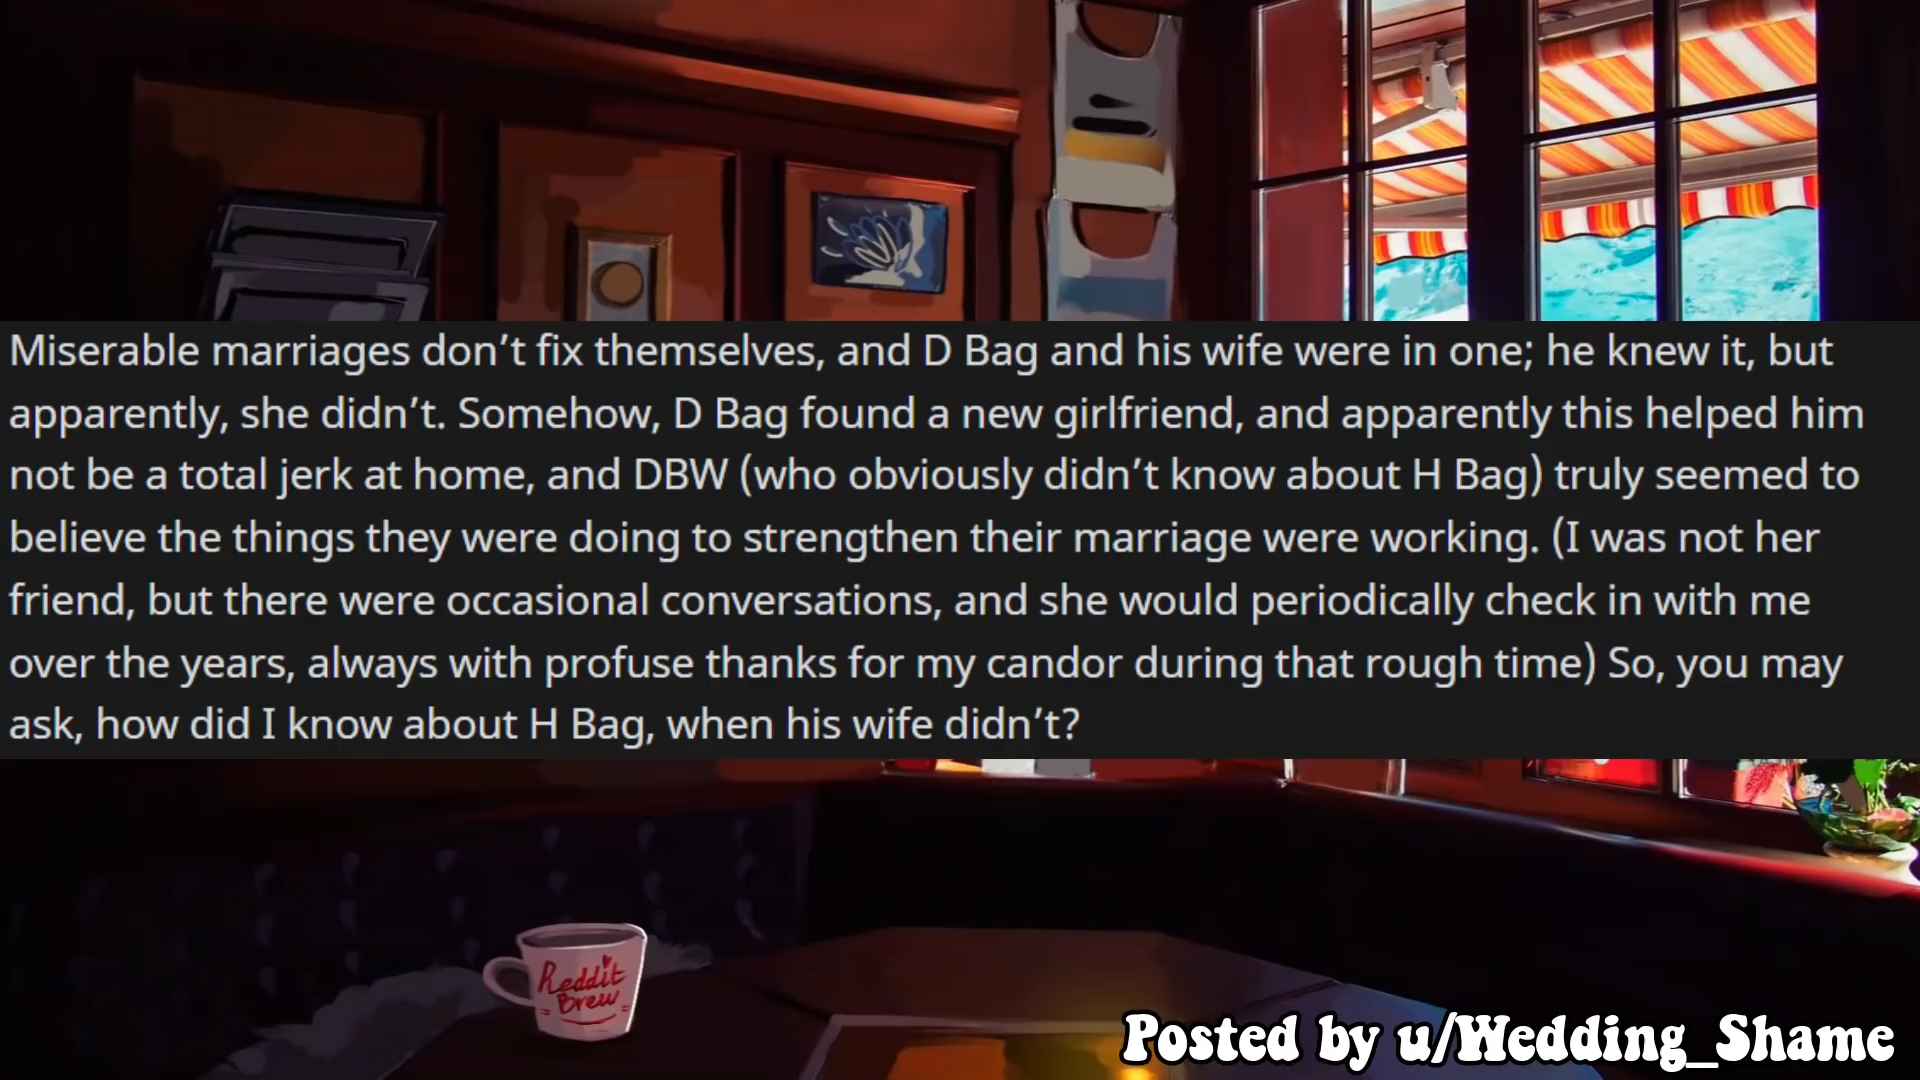 Miserable marriages don’t fix themselves, and D Bag and his wife were in one; he knew it, but
apparently, she didn’t. Somehow, D Bag found a new girlfriend, and apparently this helped him
not be a total jerk at home, and DBW (who obviously didn’t know about H Bag) truly seemed to
believe the things they were doing to strengthen their marriage were working. (I was not her
friend, but there were occasional conversations, and she would periodically check in with me
over the years, always with profuse thanks for my candor during that rough time) So, you may
ask, how did I know about H Bag, when his wife didn’t?
Reddit
Brew
Posted by u/Wedding_Shame